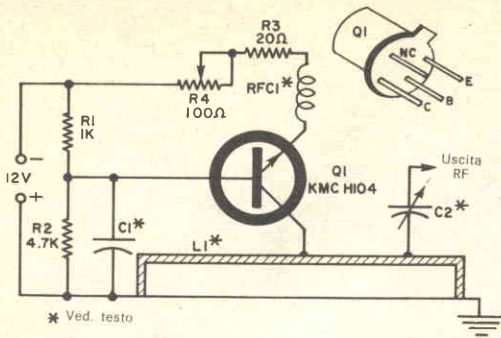 R3
20Ω
R4
100Ω
RFC1*
Q1
NC
E
B
C
R1
1K
12V
−
+
R2
4.7K
C1*
Q1
KMC H104
L1*
Uscita
RF
C2*
* Ved. testo